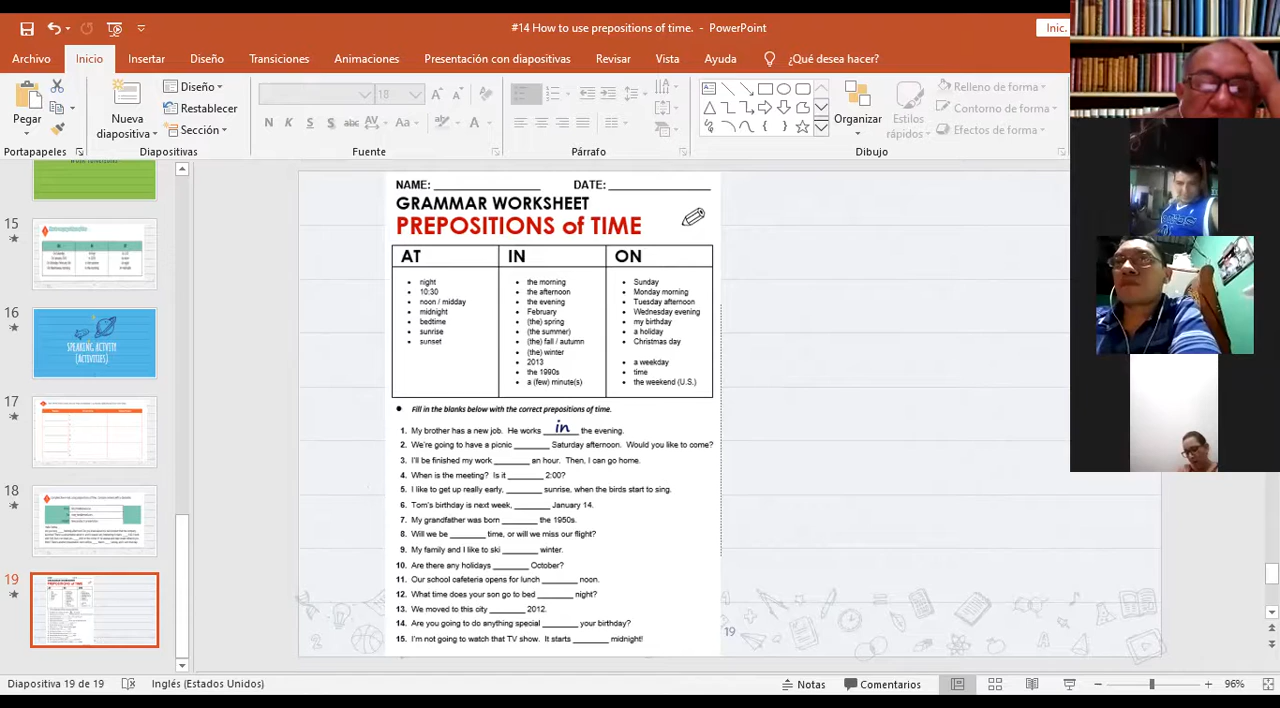 #14 How to use prepositions of time. - PowerPoint
Inic.
Archivo Inicio Insertar Diseño Transiciones Animaciones Presentación con diapositivas Revisar Vista Ayuda ¿Qué desea hacer?
Pegar
Nueva
diapositiva
Diseño
Restablecer
Sección
18
N K S S abc AV Aa A
Organizar
Estilos
rápidos
Relleno de forma
Contorno de forma
Efectos de forma
Portapapeles Diapositivas Fuente Párrafo Dibujo
15
16
SPEAKING ACTIVITY
(ACTIVITIES)
17
18
19
NAME: DATE:
GRAMMAR WORKSHEET
PREPOSITIONS of TIME
AT IN ON
night
10:30
noon / midday
midnight
bedtime
sunrise
sunset
the morning
the afternoon
the evening
February
(the) spring
(the summer)
(the) fall / autumn
(the) winter
2013
the 1990s
a (few) minute(s)
Sunday
Monday morning
Tuesday afternoon
Wednesday evening
my birthday
a holiday
Christmas day
a weekday
time
the weekend (U.S.)
Fill in the blanks below with the correct prepositions of time.
1. My brother has a new job. He works in the evening.
2. We're going to have a picnic ________ Saturday afternoon. Would you like to come?
3. I'll be finished my work ________ an hour. Then, I can go home.
4. When is the meeting? Is it ________ 2:00?
5. I like to get up really early, ________ sunrise, when the birds start to sing.
6. Tom's birthday is next week, ________ January 14.
7. My grandfather was born ________ the 1950s.
8. Will we be ________ time, or will we miss our flight?
9. My family and I like to ski ________ winter.
10. Are there any holidays ________ October?
11. Our school cafeteria opens for lunch ________ noon.
12. What time does your son go to bed ________ night?
13. We moved to this city ________ 2012.
14. Are you going to do anything special ________ your birthday?
15. I'm not going to watch that TV show. It starts ________ midnight!
19
Diapositiva 19 de 19 Inglés (Estados Unidos) Notas Comentarios 96%